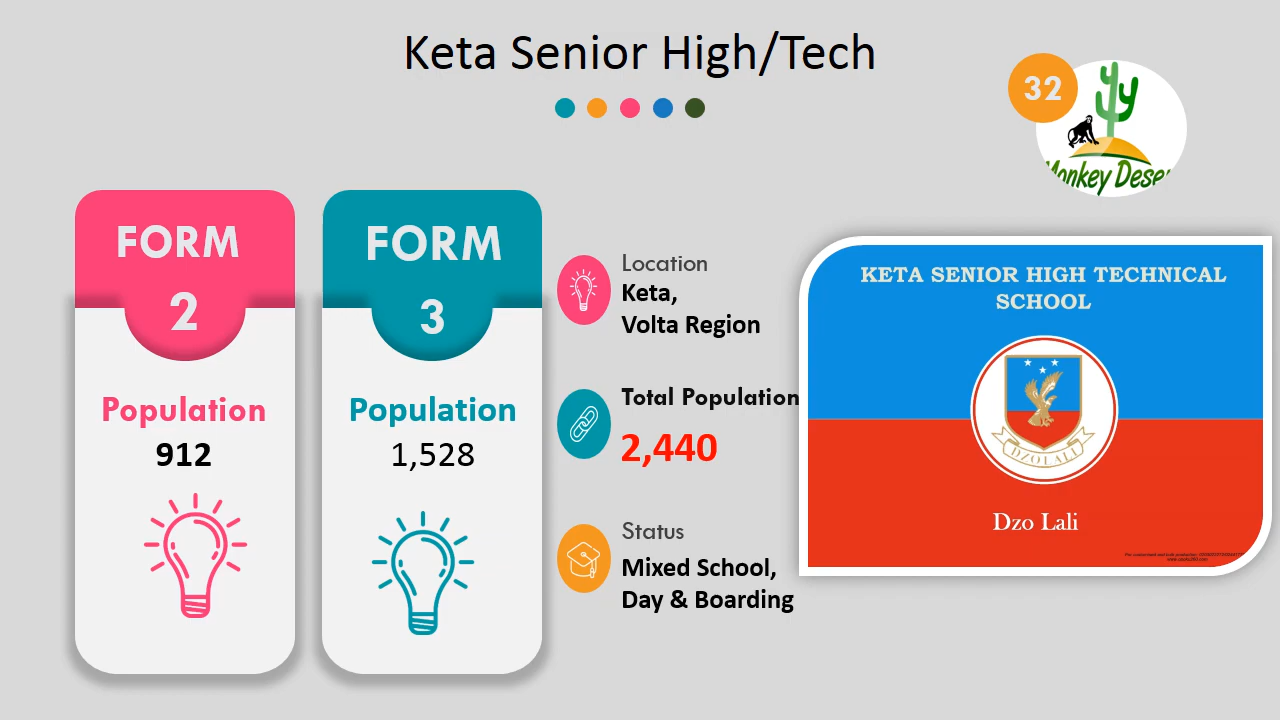 Keta Senior High/Tech
32
Monkey Deser
FORM
2
Population
912
FORM
3
Population
1,528
Location
Keta,
Volta Region
Total Population
2,440
Status
Mixed School,
Day & Boarding
KETA SENIOR HIGH TECHNICAL
SCHOOL
DZOLALI
Dzo Lali